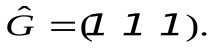 Ĝ = (1 1 1).